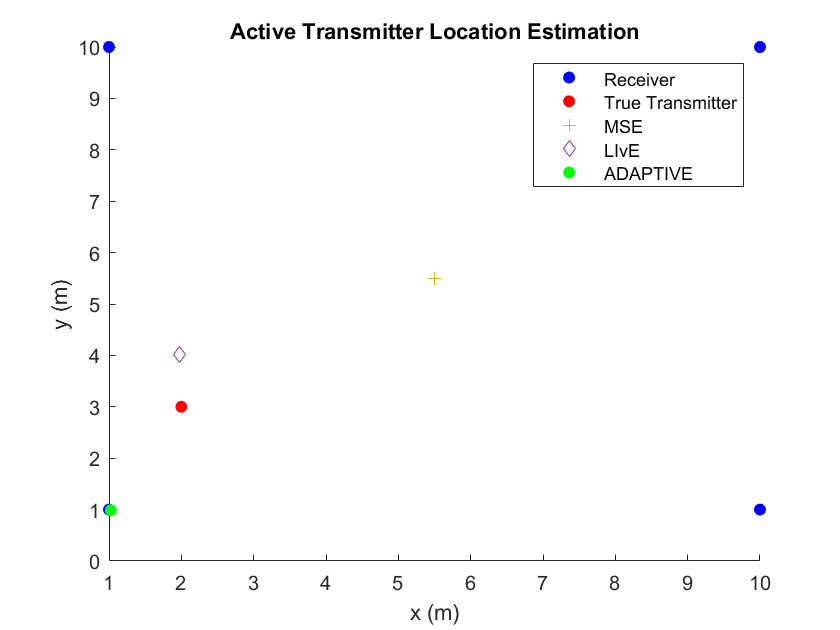 Active Transmitter Location Estimation
10
9
8
7
6
5
4
3
2
1
0
y (m)
Receiver
True Transmitter
MSE
LIvE
ADAPTIVE
1 2 3 4 5 6 7 8 9 10
x (m)